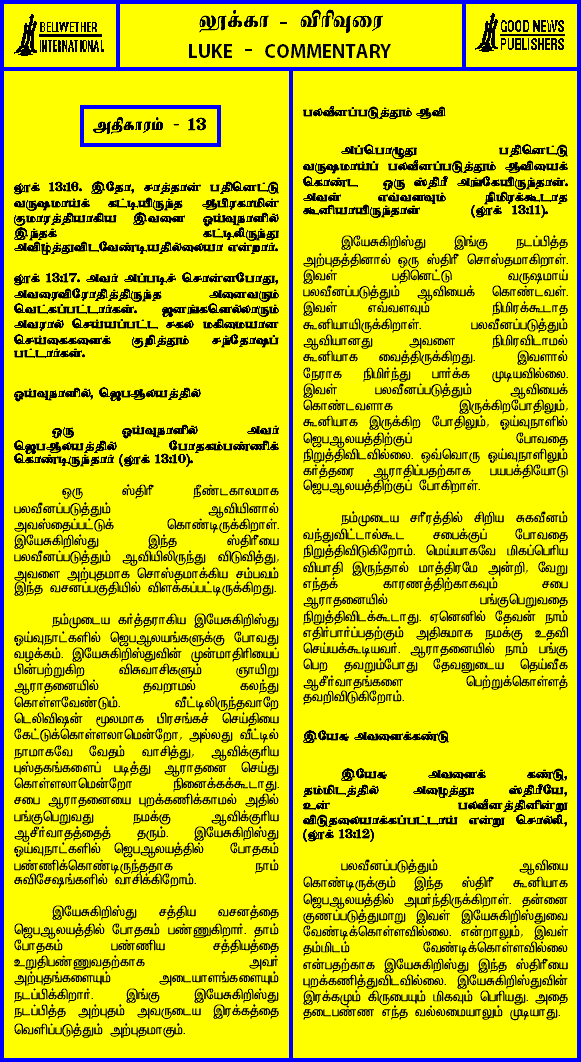 BELLWETHER
INTERNATIONAL
லூக்கா - விரிவுரை
LUKE - COMMENTARY
GOOD NEWS
PUBLISHERS
அதிகாரம் - 13
லூக் 13:16. இதோ, சாத்தான் பதினெட்டு
வருஷமாய்க் கட்டியிருந்த ஆபிரகாமின்
குமாரத்தியாகிய இவளை ஓய்வுநாளில்
இந்தக் கட்டிலிருந்து
அவிழ்த்துவிடவேண்டியதில்லையா என்றார்.
லூக் 13:17. அவர் அப்படிச் சொன்னபோது,
அவரைவிரோதித்திருந்த அனைவரும்
வெட்கப்பட்டார்கள். ஜனங்களெல்லாரும்
அவரால் செய்யப்பட்ட சகல மகிமையான
செய்கைகளைக் குறித்தும் சந்தோஷப்
பட்டார்கள்.
ஓய்வுநாளில், ஜெபஆலயத்தில்
ஒரு ஓய்வுநாளில் அவர்
ஜெபஆலயத்தில் போதகம்பண்ணிக்
கொண்டிருந்தார் (லூக் 13:10).
ஒரு ஸ்திரீ நீண்டகாலமாக
பலவீனப்படுத்தும் ஆவியினால்
அவஸ்தைப்பட்டுக் கொண்டிருக்கிறாள்.
இயேசுகிறிஸ்து இந்த ஸ்திரீயை
பலவீனப்படுத்தும் ஆவியிலிருந்து விடுவித்து,
அவளை அற்புதமாக சொஸ்தமாக்கிய சம்பவம்
இந்த வசனப்பகுதியில் விளக்கப்பட்டிருக்கிறது.
நம்முடைய கர்த்தராகிய இயேசுகிறிஸ்து
ஓய்வுநாட்களில் ஜெபஆலயங்களுக்கு போவது
வழக்கம். இயேசுகிறிஸ்துவின் முன்மாதிரியைப்
பின்பற்றுகிற விசுவாசிகளும் ஞாயிறு
ஆராதனையில் தவறாமல் கலந்து
கொள்ளவேண்டும். வீட்டிலிருந்தவாறே
டெலிவிஷன் மூலமாக பிரசங்கச் செய்தியை
கேட்டுக்கொள்ளலாமென்றோ, அல்லது வீட்டில்
நாமாகவே வேதம் வாசித்து, ஆவிக்குரிய
புஸ்தகங்களைப் படித்து ஆராதனை செய்து
கொள்ளலாமென்றோ நினைக்கக்கூடாது.
சபை ஆராதனையை புறக்கணிக்காமல் அதில்
பங்குபெறுவது நமக்கு ஆவிக்குரிய
ஆசீர்வாதத்தைத் தரும். இயேசுகிறிஸ்து
ஓய்வுநாட்களில் ஜெபஆலயத்தில் போதகம்
பண்ணிக்கொண்டிருந்ததாக நாம்
சுவிசேஷங்களில் வாசிக்கிறோம்.
இயேசுகிறிஸ்து சத்திய வசனத்தை
ஜெபஆலயத்தில் போதகம் பண்ணுகிறார். தாம்
போதகம் பண்ணிய சத்தியத்தை
உறுதிபண்ணுவதற்காக அவர்
அற்புதங்களையும் அடையாளங்களையும்
நடப்பிக்கிறார். இங்கு இயேசுகிறிஸ்து
நடப்பித்த அற்புதம் அவருடைய இரக்கத்தை
வெளிப்படுத்தும் அற்புதமாகும்.
பலவீனப்படுத்தும் ஆவி
அப்பொழுது பதினெட்டு
வருஷமாய்ப் பலவீனப்படுத்தும் ஆவியைக்
கொண்ட ஒரு ஸ்திரீ அங்கேயிருந்தாள்.
அவள் எவ்வளவும் நிமிரக்கூடாத
கூனியாயிருந்தாள் (லூக் 13:11).
இயேசுகிறிஸ்து இங்கு நடப்பித்த
அற்புதத்தினால் ஒரு ஸ்திரீ சொஸ்தமாகிறாள்.
இவள் பதினெட்டு வருஷமாய்
பலவீனப்படுத்தும் ஆவியைக் கொண்டவள்.
இவள் எவ்வளவும் நிமிரக்கூடாத
கூனியாயிருக்கிறாள். பலவீனப்படுத்தும்
ஆவியானது அவளை நிமிரவிடாமல்
கூனியாக வைத்திருக்கிறது. இவளால்
நேராக நிமிர்ந்து பார்க்க முடியவில்லை.
இவள் பலவீனப்படுத்தும் ஆவியைக்
கொண்டவளாக இருக்கிறபோதிலும்,
கூனியாக இருக்கிற போதிலும், ஓய்வுநாளில்
ஜெபஆலயத்திற்குப் போவதை
நிறுத்திவிடவில்லை. ஒவ்வொரு ஓய்வுநாளிலும்
கர்த்தரை ஆராதிப்பதற்காக பயபக்தியோடு
ஜெபஆலயத்திற்குப் போகிறாள்.
நம்முடைய சரீரத்தில் சிறிய சுகவீனம்
வந்துவிட்டால்கூட சபைக்குப் போவதை
நிறுத்திவிடுகிறோம். மெய்யாகவே மிகப்பெரிய
வியாதி இருந்தால் மாத்திரமே அன்றி, வேறு
எந்தக் காரணத்திற்காகவும் சபை
ஆராதனையில் பங்குபெறுவதை
நிறுத்திவிடக்கூடாது. ஏனெனில் தேவன் நாம்
எதிர்பார்ப்பதற்கும் அதிகமாக நமக்கு உதவி
செய்யக்கூடியவர். ஆராதனையில் நாம் பங்கு
பெற தவறும்போது தேவனுடைய தெய்வீக
ஆசீர்வாதங்களை பெற்றுக்கொள்ளத்
தவறிவிடுகிறோம்.
இயேசு அவளைக்கண்டு
இயேசு அவளைக் கண்டு,
தம்மிடத்தில் அழைத்து: ஸ்திரீயே,
உன் பலவீனத்தினின்று
விடுதலையாக்கப்பட்டாய் என்று சொல்லி,
(லூக் 13:12)
பலவீனப்படுத்தும் ஆவியை
கொண்டிருக்கும் இந்த ஸ்திரீ கூனியாக
ஜெபஆலயத்தில் அமர்ந்திருக்கிறாள். தன்னை
குணப்படுத்துமாறு இவள் இயேசுகிறிஸ்துவை
வேண்டிக்கொள்ளவில்லை. என்றாலும், இவள்
தம்மிடம் வேண்டிக்கொள்ளவில்லை
என்பதற்காக இயேசுகிறிஸ்து இந்த ஸ்திரீயை
புறக்கணித்துவிடவில்லை. இயேசுகிறிஸ்துவின்
இரக்கமும் கிருபையும் மிகவும் பெரியது. அதை
தடைபண்ண எந்த வல்லமையாலும் முடியாது.